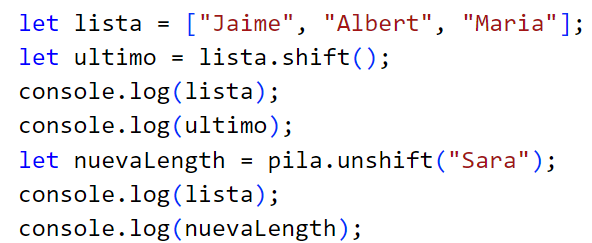 let lista = ["Jaime", "Albert", "Maria"];
let ultimo = lista.shift();
console.log(lista);
console.log(ultimo);
let nuevaLength = pila.unshift("Sara");
console.log(lista);
console.log(nuevaLength);